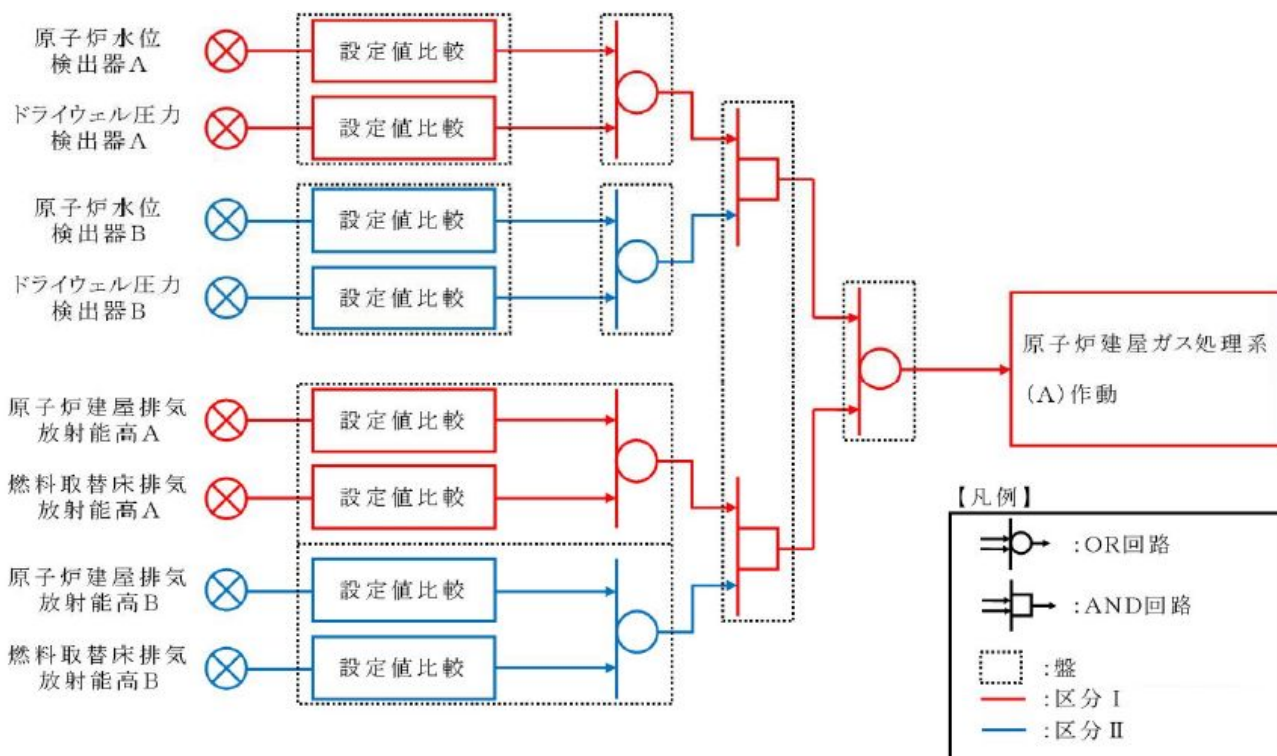 原子炉水位
検出器A
設定値比較
ドライウェル圧力
検出器A
設定値比較
原子炉水位
検出器B
設定値比較
ドライウェル圧力
検出器B
設定値比較
原子炉建屋排気
放射能高A
設定値比較
燃料取替床排気
放射能高A
設定値比較
原子炉建屋排気
放射能高B
設定値比較
燃料取替床排気
放射能高B
設定値比較
原子炉建屋ガス処理系
(A)作動
【凡例】
:OR回路
:AND回路
:盤
:区分Ⅰ
:区分Ⅱ